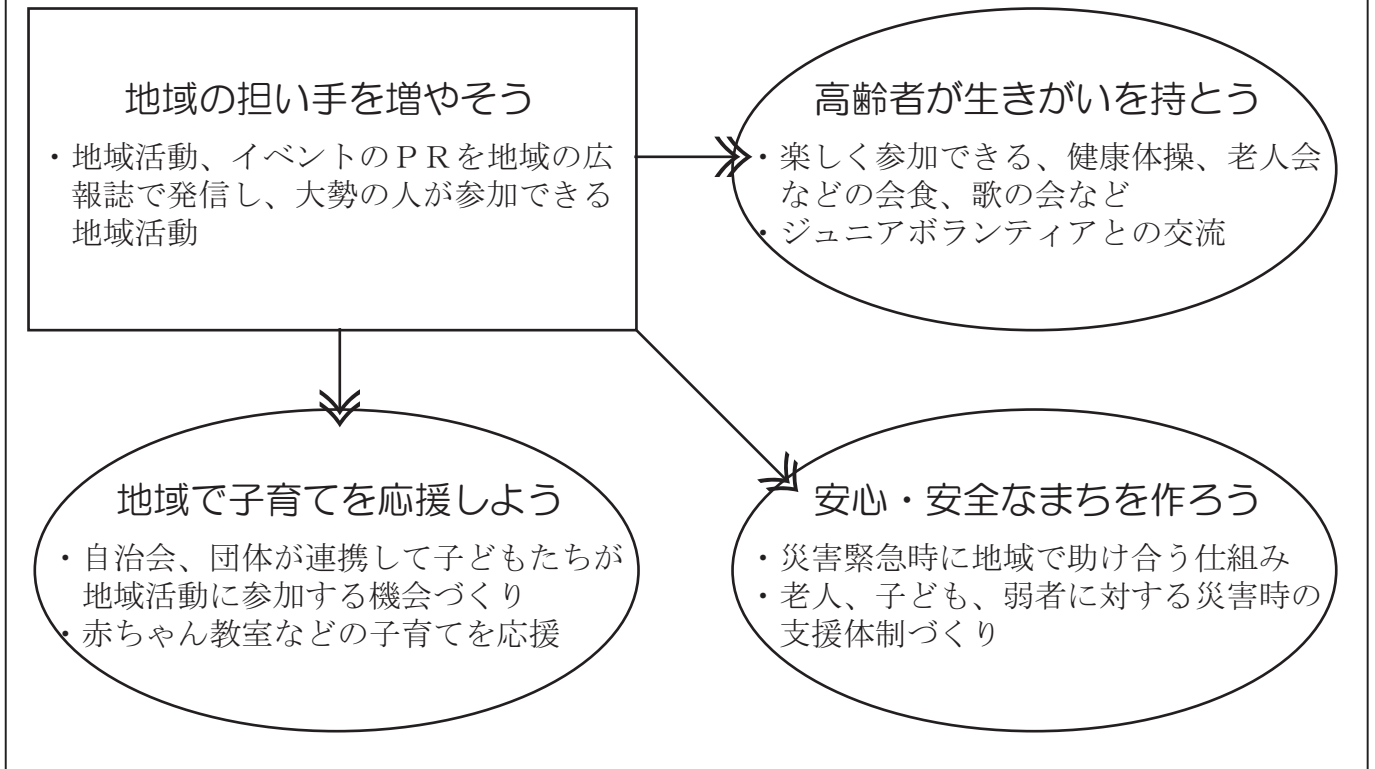 地域の担い手を増やそう
・地域活動、イベントのＰＲを地域の広
報誌で発信し、大勢の人が参加できる
地域活動
高齢者が生きがいを持とう
・楽しく参加できる、健康体操、老人会
などの会食、歌の会など
・ジュニアボランティアとの交流
地域で子育てを応援しよう
・自治会、団体が連携して子どもたちが
地域活動に参加する機会づくり
・赤ちゃん教室などの子育てを応援
安心・安全なまちを作ろう
・災害緊急時に地域で助け合う仕組み
・老人、子ども、弱者に対する災害時の
支援体制づくり